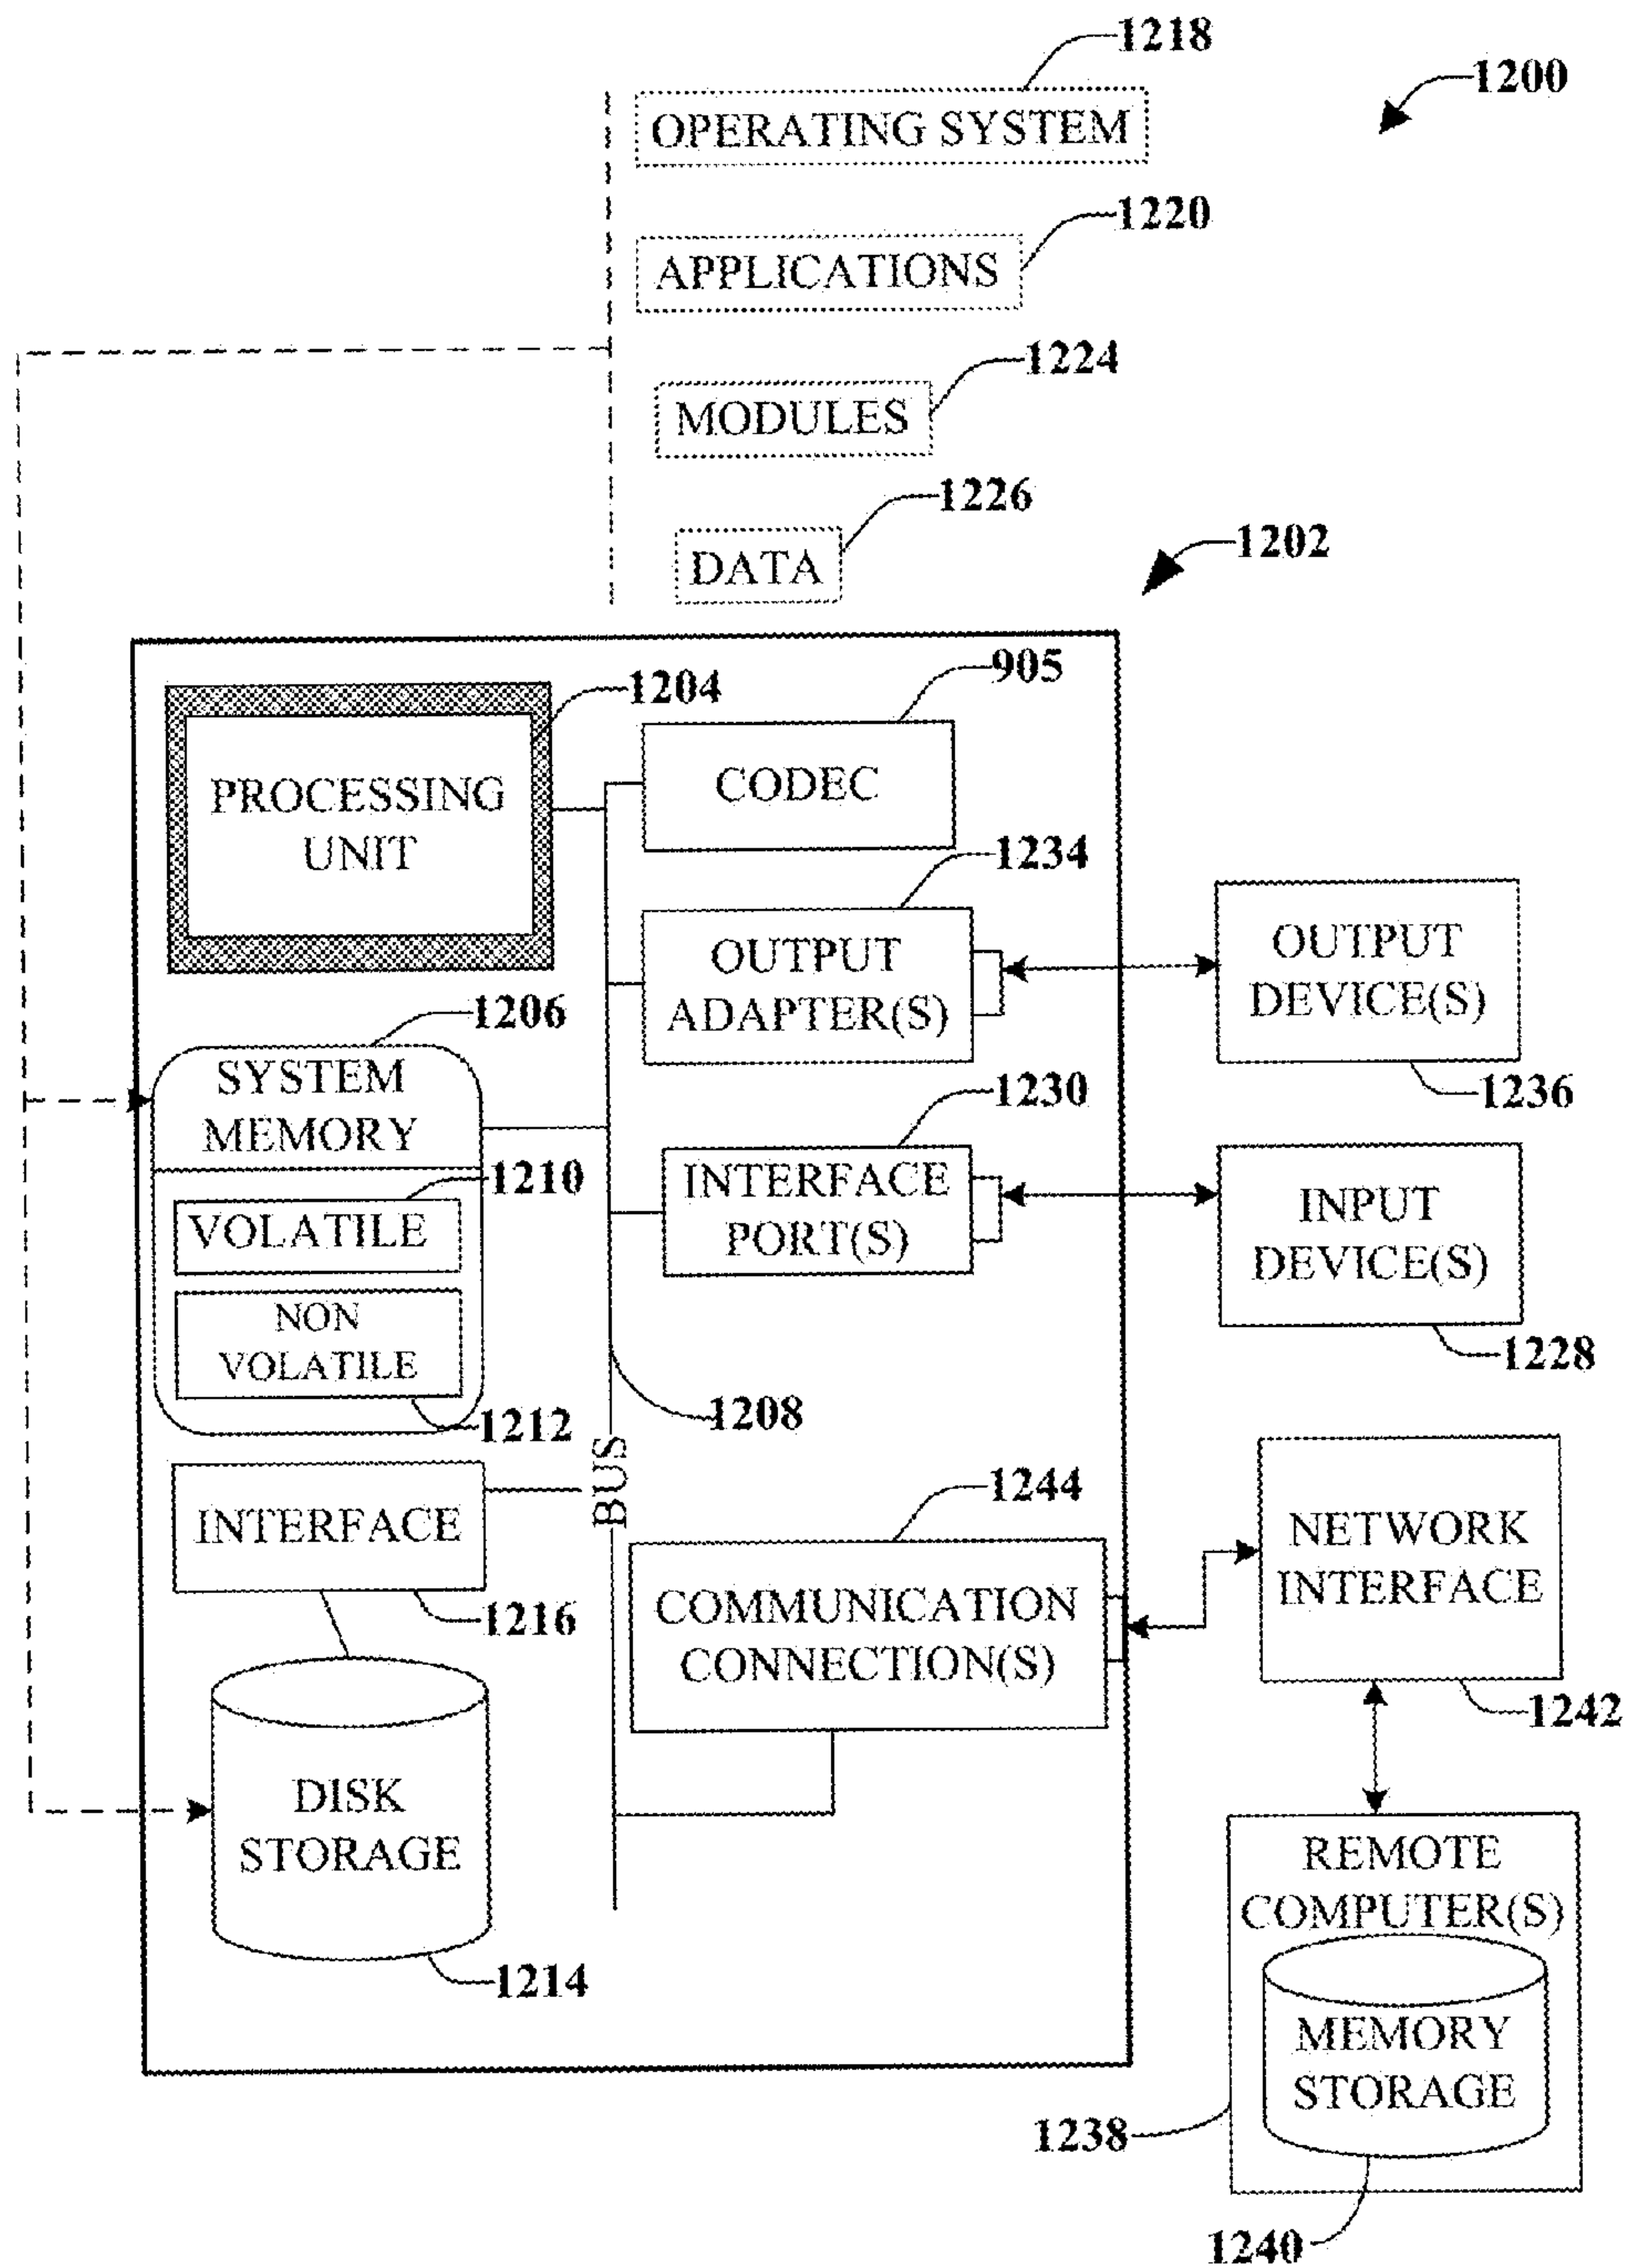 1218
1200
OPERATING SYSTEM
1220
APPLICATIONS
1224
MODULES
1226
DATA
1202
905
1204
CODEC
PROCESSING
UNIT
1234
OUTPUT
ADAPTER(S)
OUTPUT
DEVICE(S)
1236
1206
SYSTEM
MEMORY
1210
VOLATILE
NON
VOLATILE
1212
1230
INTERFACE
PORT(S)
INPUT
DEVICE(S)
1228
1208
BUS
INTERFACE
1216
1244
COMMUNICATION
CONNECTION(S)
NETWORK
INTERFACE
1242
DISK
STORAGE
1214
REMOTE
COMPUTER(S)
MEMORY
STORAGE
1238
1240